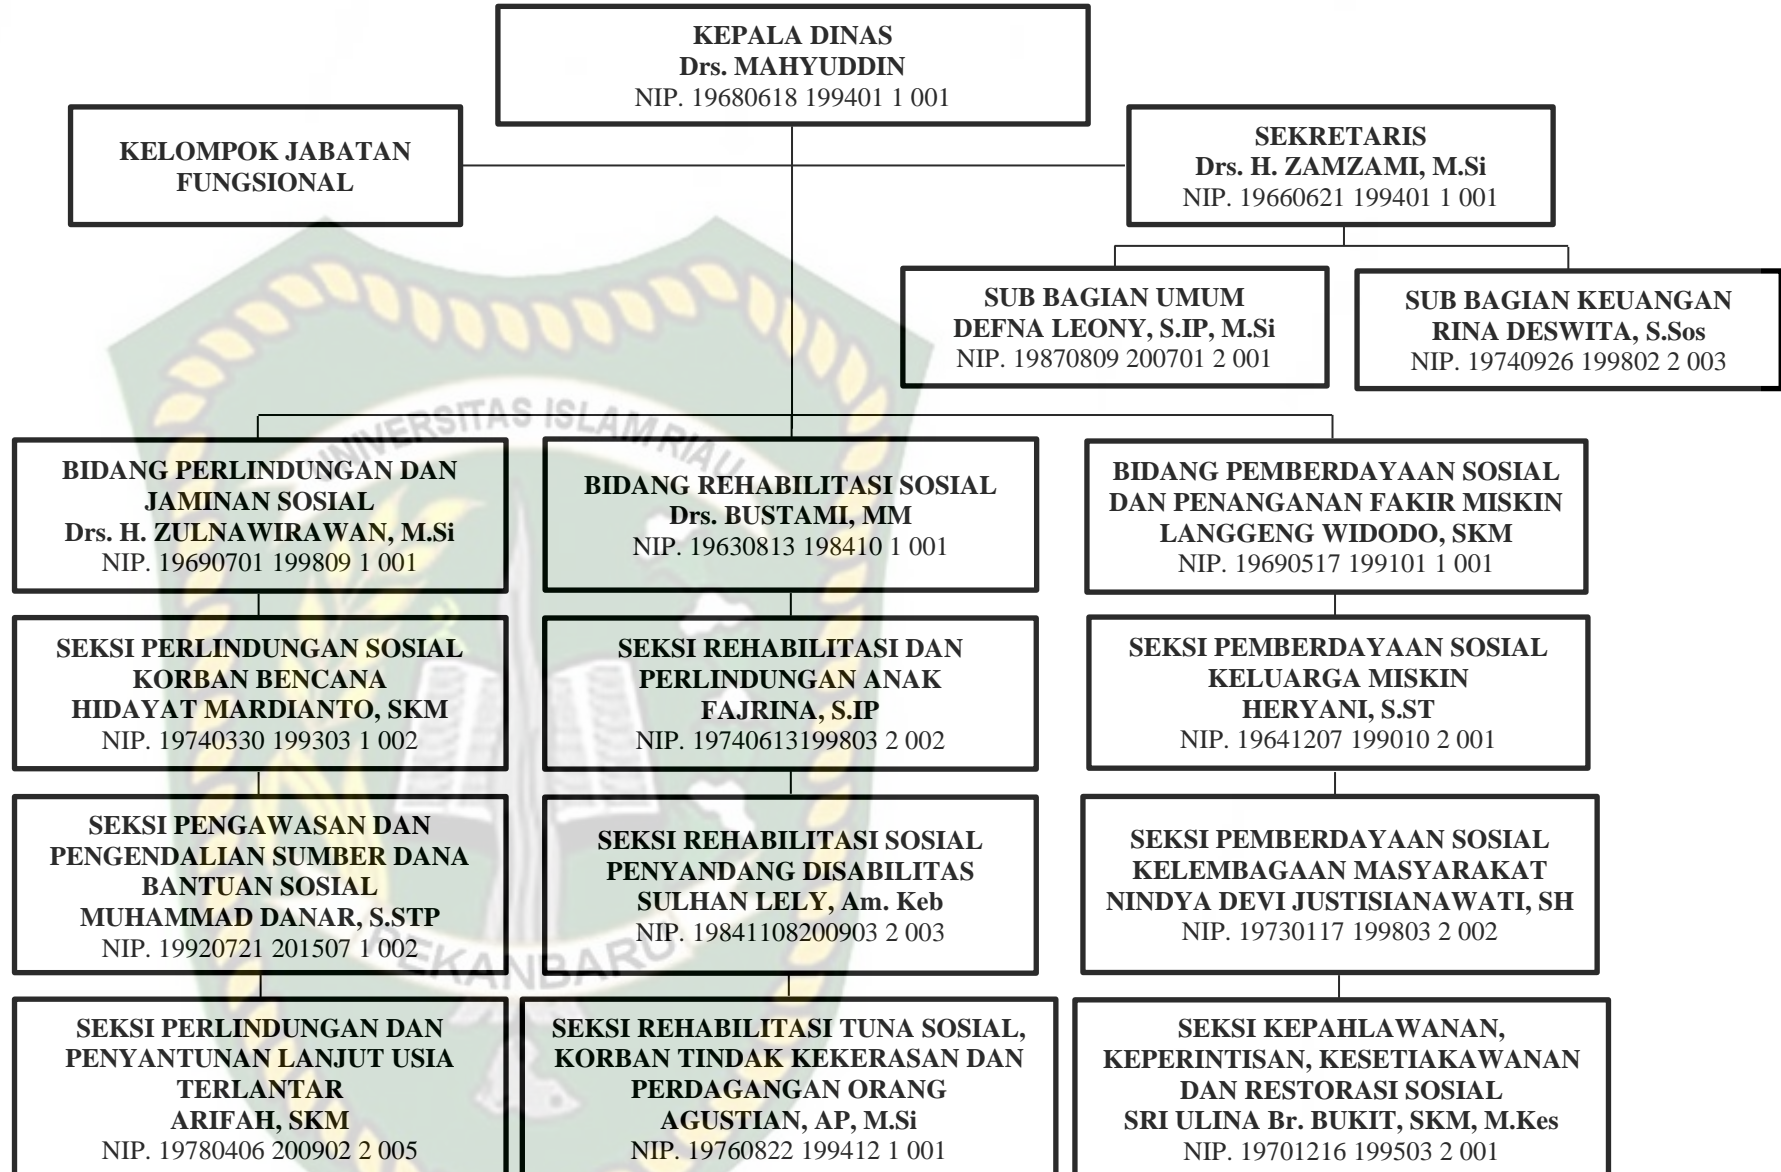 KEPALA DINAS
Drs. MAHYUDDIN
NIP. 19680618 199401 1 001
KELOMPOK JABATAN
FUNGSIONAL
SEKRETARIS
Drs. H. ZAMZAMI, M.Si
NIP. 19660621 199401 1 001
SUB BAGIAN UMUM
DEFNA LEONY, S.IP, M.Si
NIP. 19870809 200701 2 001
SUB BAGIAN KEUANGAN
RINA DESWITA, S.Sos
NIP. 19740926 199802 2 003
UNIVERSITAS ISLAM RIAU
BIDANG PERLINDUNGAN DAN
JAMINAN SOSIAL
Drs. H. ZULNAWIRAWAN, M.Si
NIP. 19690701 199809 1 001
BIDANG REHABILITASI SOSIAL
Drs. BUSTAMI, MM
NIP. 19630813 198410 1 001
BIDANG PEMBERDAYAAN SOSIAL
DAN PENANGANAN FAKIR MISKIN
LANGGENG WIDODO, SKM
NIP. 19690517 199101 1 001
SEKSI PERLINDUNGAN SOSIAL
KORBAN BENCANA
HIDAYAT MARDIANTO, SKM
NIP. 19740330 199303 1 002
SEKSI REHABILITASI DAN
PERLINDUNGAN ANAK
FAJRINA, S.IP
NIP. 19740613199803 2 002
SEKSI PEMBERDAYAAN SOSIAL
KELUARGA MISKIN
HERYANI, S.ST
NIP. 19641207 199010 2 001
SEKSI PENGAWASAN DAN
PENGENDALIAN SUMBER DANA
BANTUAN SOSIAL
MUHAMMAD DANAR, S.STP
NIP. 19920721 201507 1 002
SEKSI REHABILITASI SOSIAL
PENYANDANG DISABILITAS
SULHAN LELY, Am. Keb
NIP. 19841108200903 2 003
SEKSI PEMBERDAYAAN SOSIAL
KELEMBAGAAN MASYARAKAT
NINDYA DEVI JUSTISIANAWATI, SH
NIP. 19730117 199803 2 002
PEKANBARU
SEKSI PERLINDUNGAN DAN
PENYANTUNAN LANJUT USIA
TERLANTAR
ARIFAH, SKM
NIP. 19780406 200902 2 005
SEKSI REHABILITASI TUNA SOSIAL,
KORBAN TINDAK KEKERASAN DAN
PERDAGANGAN ORANG
AGUSTIAN, AP, M.Si
NIP. 19760822 199412 1 001
SEKSI KEPAHLAWANAN,
KEPERINTISAN, KESETIAKAWANAN
DAN RESTORASI SOSIAL
SRI ULINA Br. BUKIT, SKM, M.Kes
NIP. 19701216 199503 2 001